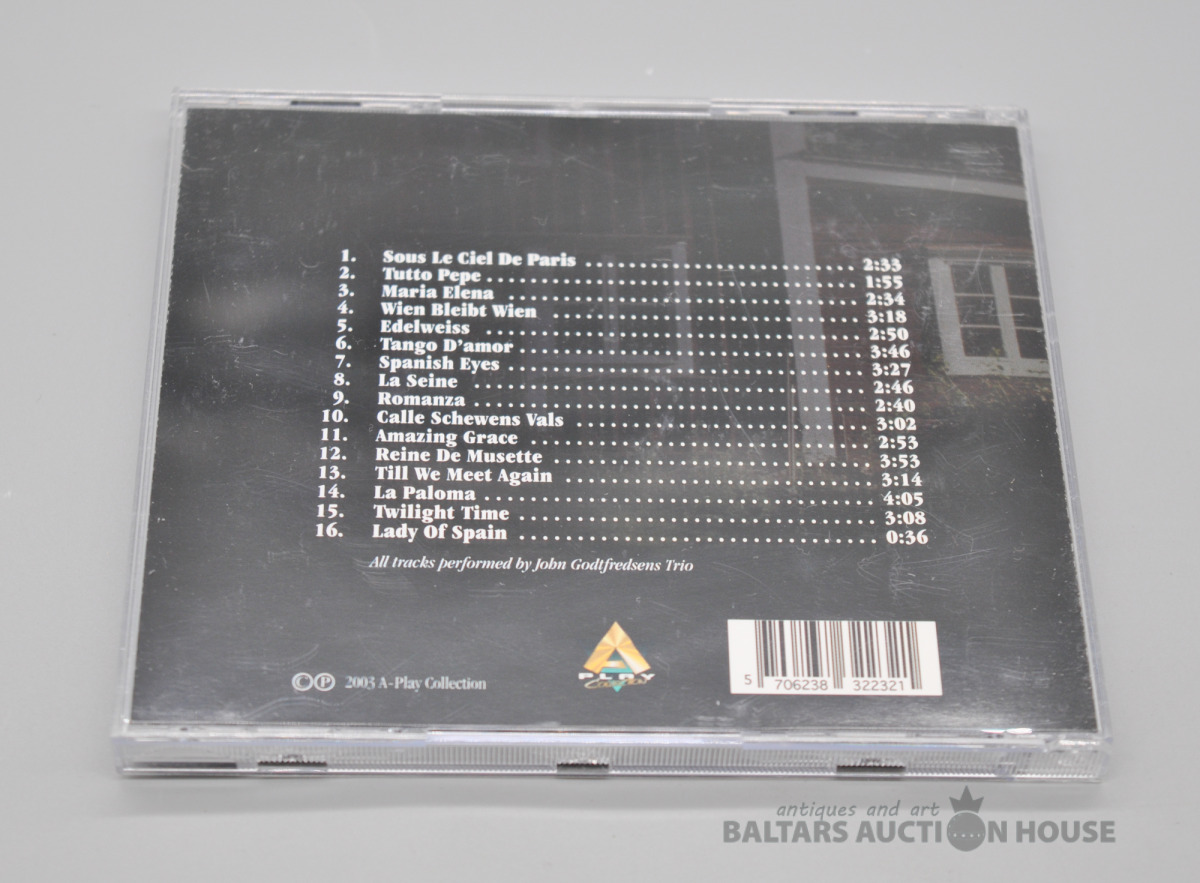 1. Sous Le Ciel De Paris 2:33
2. Tutto Pepe 1:55
3. Maria Elena 2:34
4. Wien Bleibt Wien 3:18
5. Edelweiss 2:50
6. Tango D'amor 3:46
7. Spanish Eyes 3:27
8. La Seine 2:46
9. Romanza 2:40
10. Calle Schewens Vals 3:02
11. Amazing Grace 2:53
12. Reine De Musette 3:53
13. Till We Meet Again 3:14
14. La Paloma 4:05
15. Twilight Time 3:08
16. Lady Of Spain 0:36
All tracks performed by John Godtfredsens Trio
©℗ 2003 A-Play Collection
PLAY
5 706238 322321
antiques and art
BALTARS AUCTION HOUSE